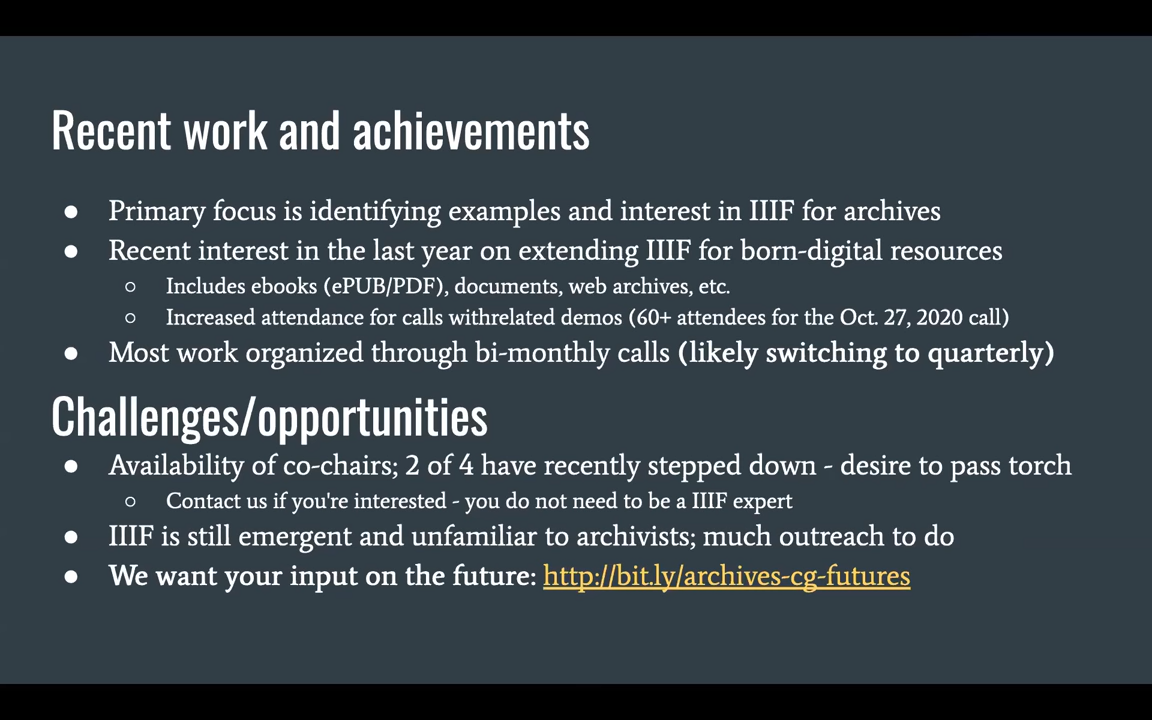 Recent work and achievements
● Primary focus is identifying examples and interest in IIIF for archives
● Recent interest in the last year on extending IIIF for born-digital resources
○ Includes ebooks (ePUB/PDF), documents, web archives, etc.
○ Increased attendance for calls withrelated demos (60+ attendees for the Oct. 27, 2020 call)
● Most work organized through bi-monthly calls (likely switching to quarterly)
Challenges/opportunities
● Availability of co-chairs; 2 of 4 have recently stepped down - desire to pass torch
○ Contact us if you're interested - you do not need to be a IIIF expert
● IIIF is still emergent and unfamiliar to archivists; much outreach to do
● We want your input on the future: http://bit.ly/archives-cg-futures